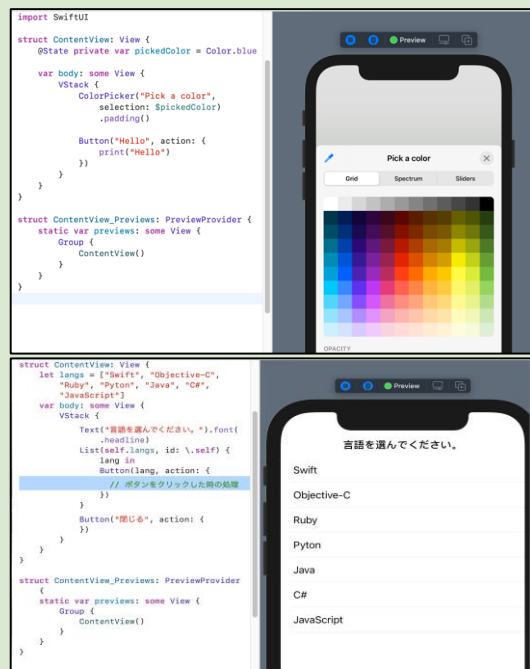 import SwiftUI
struct ContentView: View {
@State private var pickedColor = Color.blue
var body: some View {
VStack {
ColorPicker("Pick a color",
selection: $pickedColor)
.padding()
Button("Hello", action: {
print("Hello")
})
}
}
}
struct ContentView_Previews: PreviewProvider {
static var previews: some View {
Group {
ContentView()
}
}
}
Preview
Pick a color
Grid
Spectrum
Sliders
OPACITY
struct ContentView: View {
let langs = ["Swift", "Objective-C",
"Ruby", "Pyton", "Java", "C#",
"JavaScript"]
var body: some View {
VStack {
Text("言語を選んでください。").font(
.headline)
List(self.langs, id: \.self) {
lang in
Button(lang, action: {
// ボタンをクリックした時の処理
})
}
Button("閉じる", action: {
})
}
}
}
struct ContentView_Previews: PreviewProvider
{
static var previews: some View {
Group {
ContentView()
}
}
}
Preview
言語を選んでください。
Swift
Objective-C
Ruby
Pyton
Java
C#
JavaScript